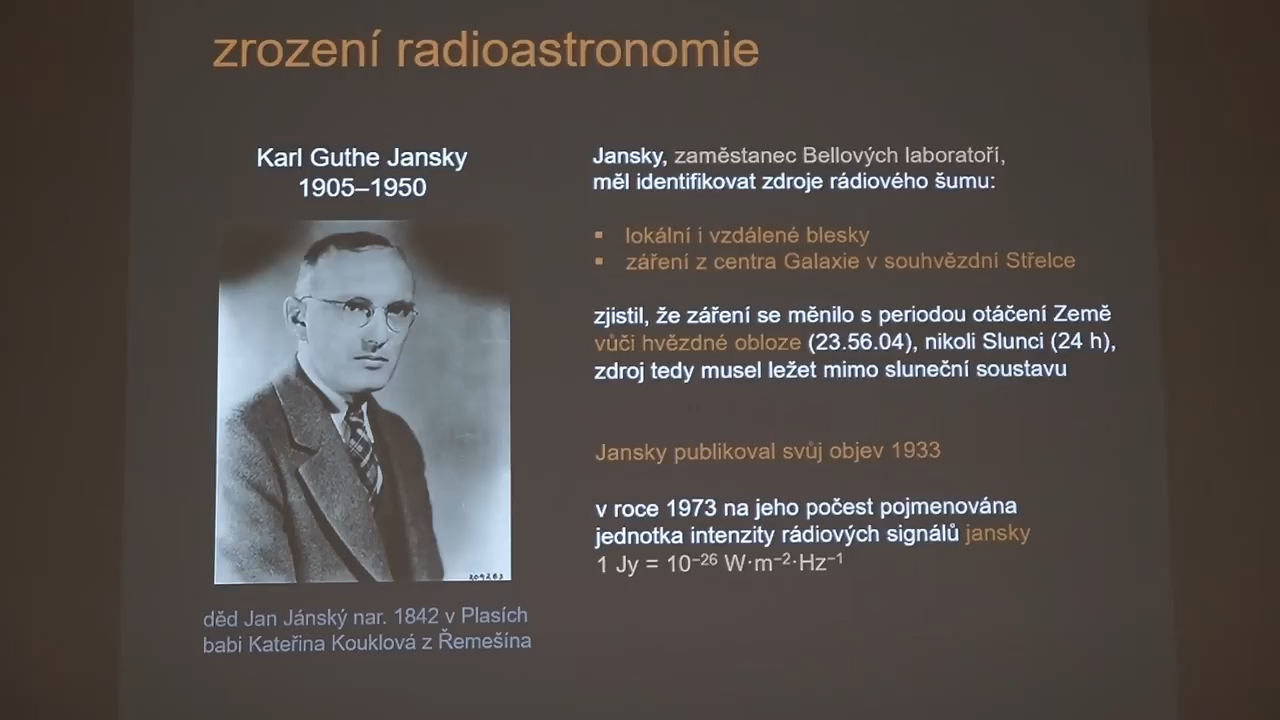 zrození radioastronomie
Karl Guthe Jansky
1905–1950
209283
děd Jan Jánský nar. 1842 v Plasích
babi Kateřina Kouklová z Řemešína
Jansky, zaměstanec Bellových laboratoří,
měl identifikovat zdroje rádiového šumu:
▪ lokální i vzdálené blesky
▪ záření z centra Galaxie v souhvězdní Střelce
zjistil, že záření se měnilo s periodou otáčení Země
vůči hvězdné obloze (23.56.04), nikoli Slunci (24 h),
zdroj tedy musel ležet mimo sluneční soustavu
Jansky publikoval svůj objev 1933
v roce 1973 na jeho počest pojmenována
jednotka intenzity rádiových signálů jansky
1 Jy = 10⁻²⁶ W·m⁻²·Hz⁻¹